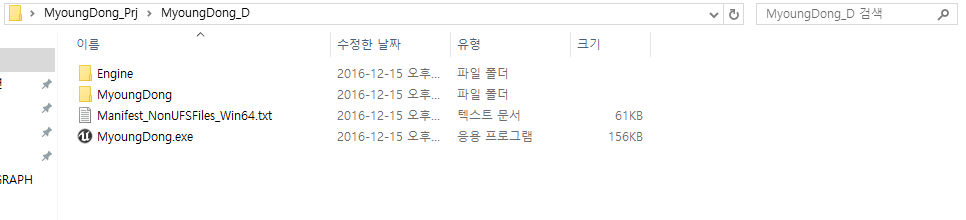 MyoungDong_Prj > MyoungDong_D
MyoungDong_D 검색
이름 수정한 날짜 유형 크기
Engine 2016-12-15 오후... 파일 폴더
MyoungDong 2016-12-15 오후... 파일 폴더
Manifest_NonUFSFiles_Win64.txt 2016-12-15 오후... 텍스트 문서 61KB
MyoungDong.exe 2016-12-15 오후... 응용 프로그램 156KB
GRAPH